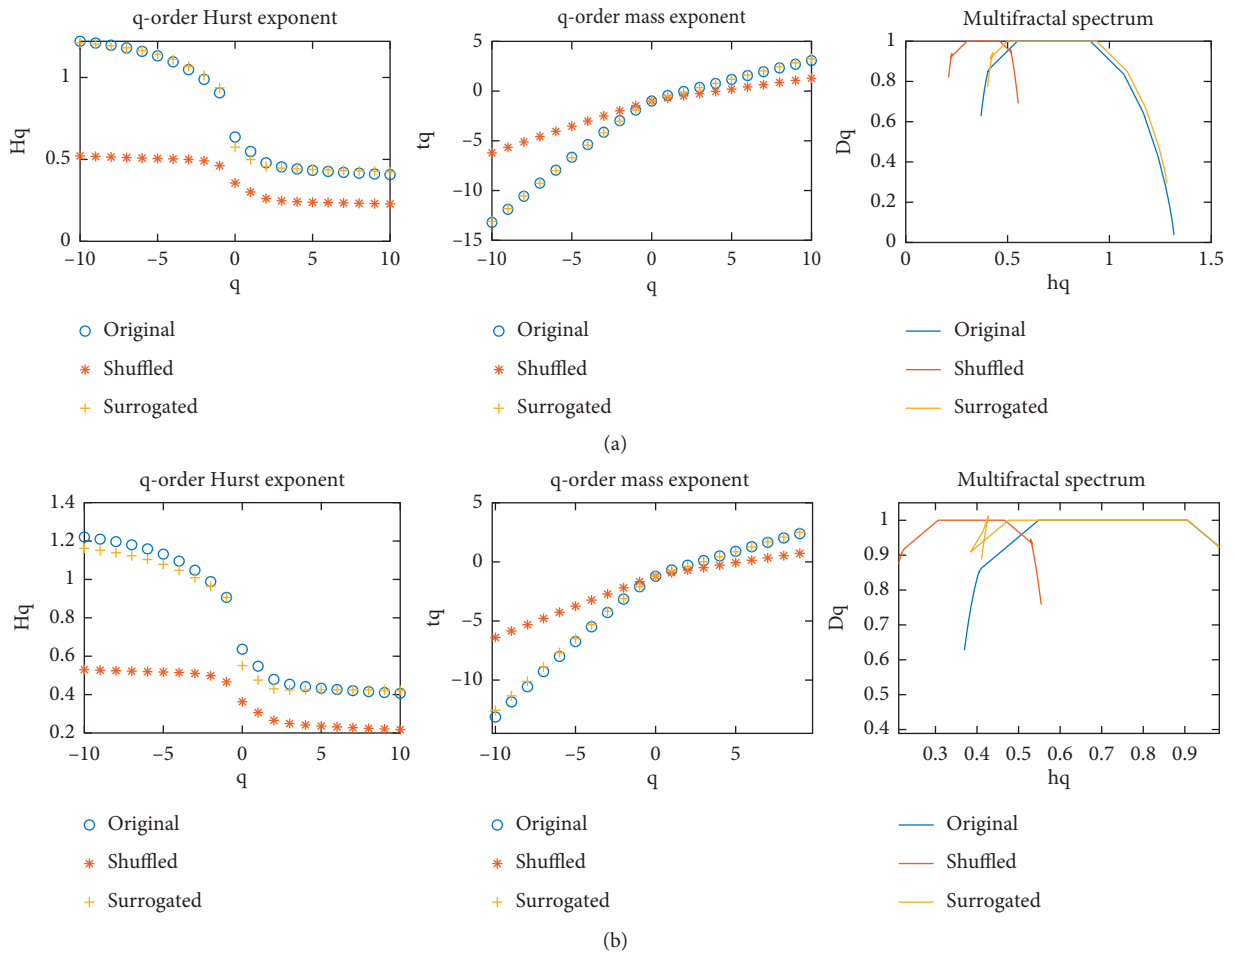 q-order Hurst exponent
q-order mass exponent
Multifractal spectrum
Hq
1
0.5
0
−10
−5
0
5
10
q
tq
5
0
−5
−10
−15
−10
−5
0
5
10
q
Dq
1
0.8
0.6
0.4
0.2
0
0
0.5
1
1.5
hq
Original
Shuffled
Surrogated
Original
Shuffled
Surrogated
Original
Shuffled
Surrogated
(a)
q-order Hurst exponent
q-order mass exponent
Multifractal spectrum
Hq
1.4
1.2
1
0.8
0.6
0.4
0.2
−10
−5
0
5
10
q
tq
5
0
−5
−10
−10
−5
0
5
q
Dq
1
0.9
0.8
0.7
0.6
0.5
0.4
0.3
0.4
0.5
0.6
0.7
0.8
0.9
hq
Original
Shuffled
Surrogated
Original
Shuffled
Surrogated
Original
Shuffled
Surrogated
(b)